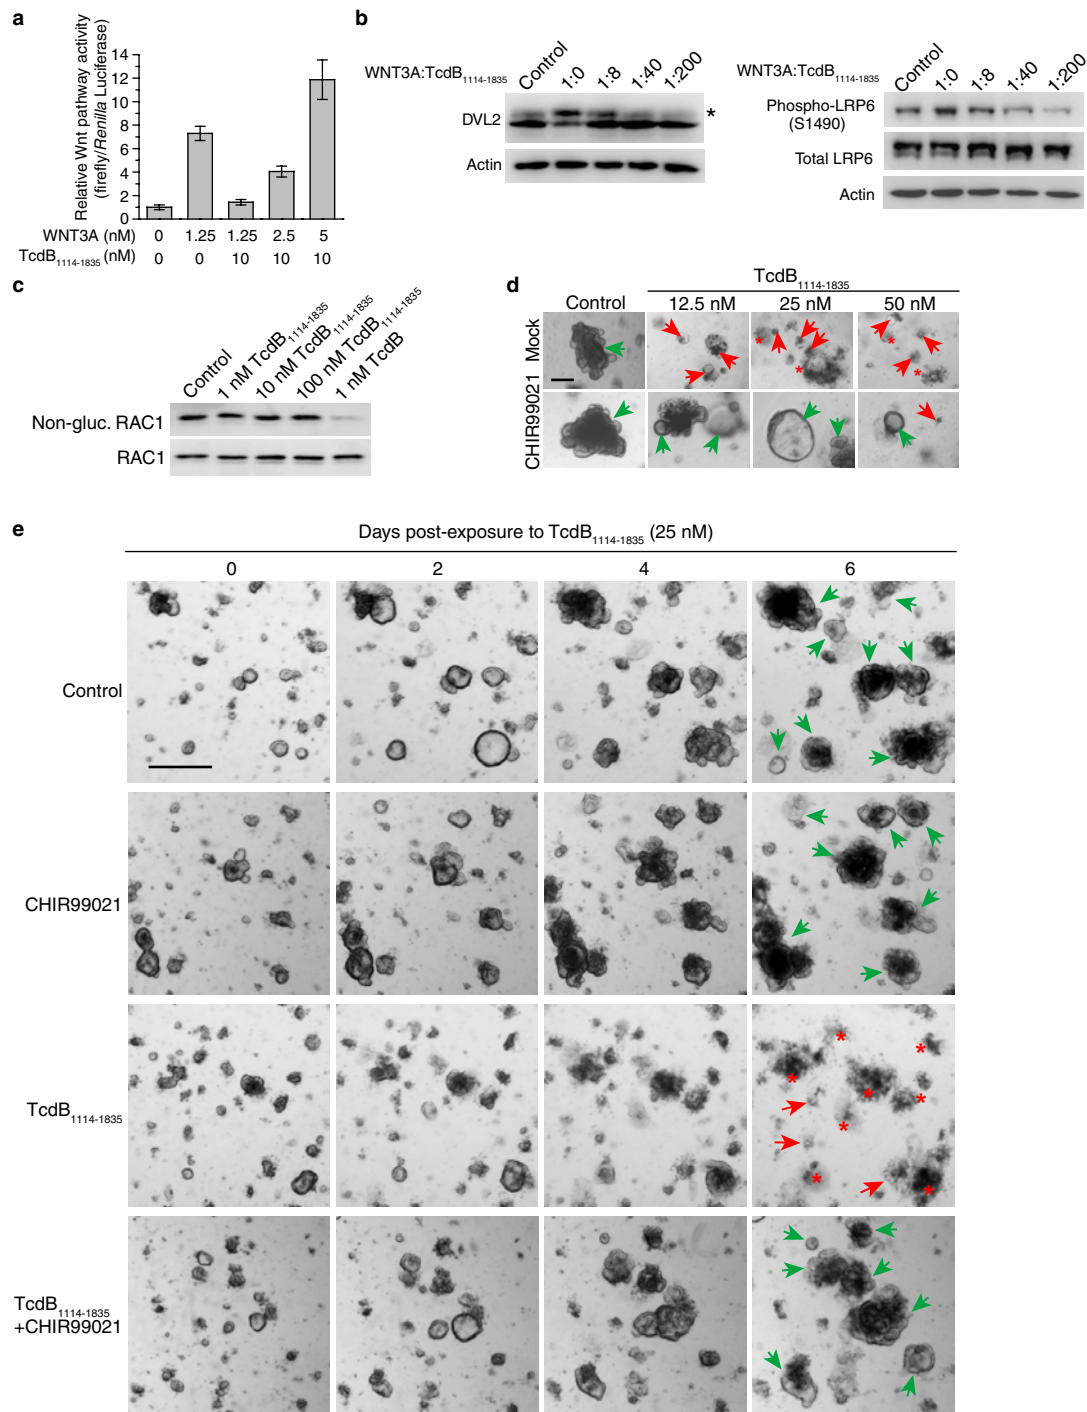 a
Relative Wnt pathway activity
(firefly/Renilla Luciferase)
14
12
10
8
6
4
2
0
WNT3A (nM) 0 1.25 1.25 2.5 5
TcdB1114-1835 (nM) 0 0 10 10 10
b
WNT3A:TcdB1114-1835 Control 1:0 1:8 1:40 1:200
DVL2 *
Actin
WNT3A:TcdB1114-1835 Control 1:0 1:8 1:40 1:200
Phospho-LRP6
(S1490)
Total LRP6
Actin
c
Control 1 nM TcdB1114-1835 10 nM TcdB1114-1835 100 nM TcdB1114-1835 1 nM TcdB
Non-gluc. RAC1
RAC1
d
TcdB1114-1835
Control 12.5 nM 25 nM 50 nM
Mock
* * * *
CHIR99021
e
Days post-exposure to TcdB1114-1835 (25 nM)
0 2 4 6
Control
CHIR99021
TcdB1114-1835
* * * * * * * *
TcdB1114-1835
+CHIR99021